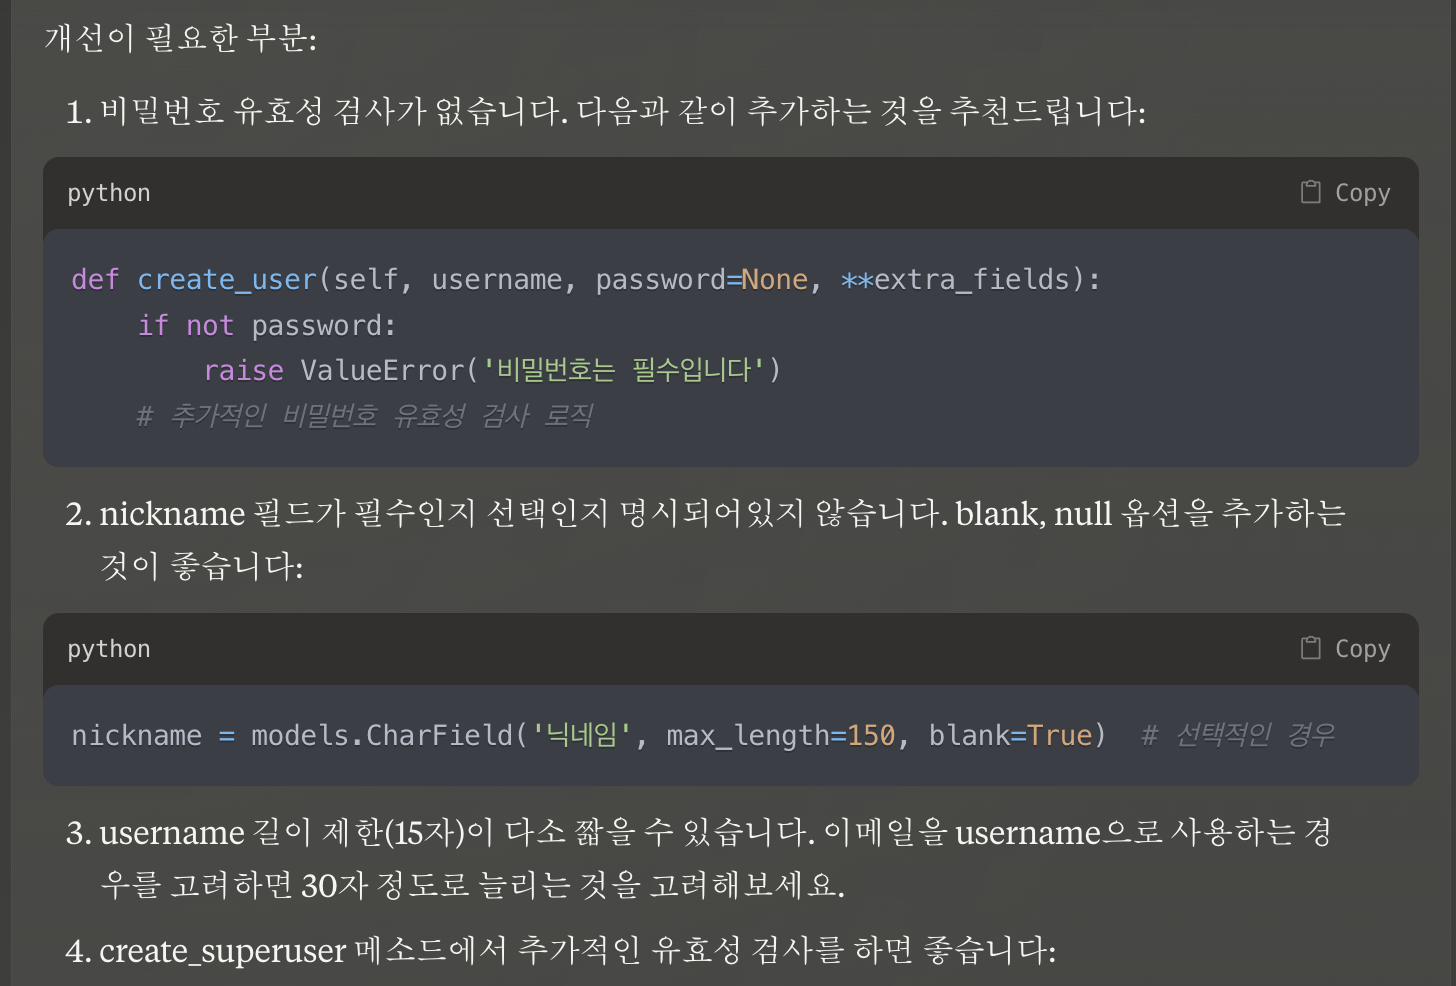 개선이 필요한 부분:
1. 비밀번호 유효성 검사가 없습니다. 다음과 같이 추가하는 것을 추천드립니다:
python
Copy
def create_user(self, username, password=None, **extra_fields):
    if not password:
        raise ValueError('비밀번호는 필수입니다')
    # 추가적인 비밀번호 유효성 검사 로직
2. nickname 필드가 필수인지 선택인지 명시되어있지 않습니다. blank, null 옵션을 추가하는
것이 좋습니다:
python
Copy
nickname = models.CharField('닉네임', max_length=150, blank=True)  # 선택적인 경우
3. username 길이 제한(15자)이 다소 짧을 수 있습니다. 이메일을 username으로 사용하는 경
우를 고려하면 30자 정도로 늘리는 것을 고려해보세요.
4. create_superuser 메소드에서 추가적인 유효성 검사를 하면 좋습니다: